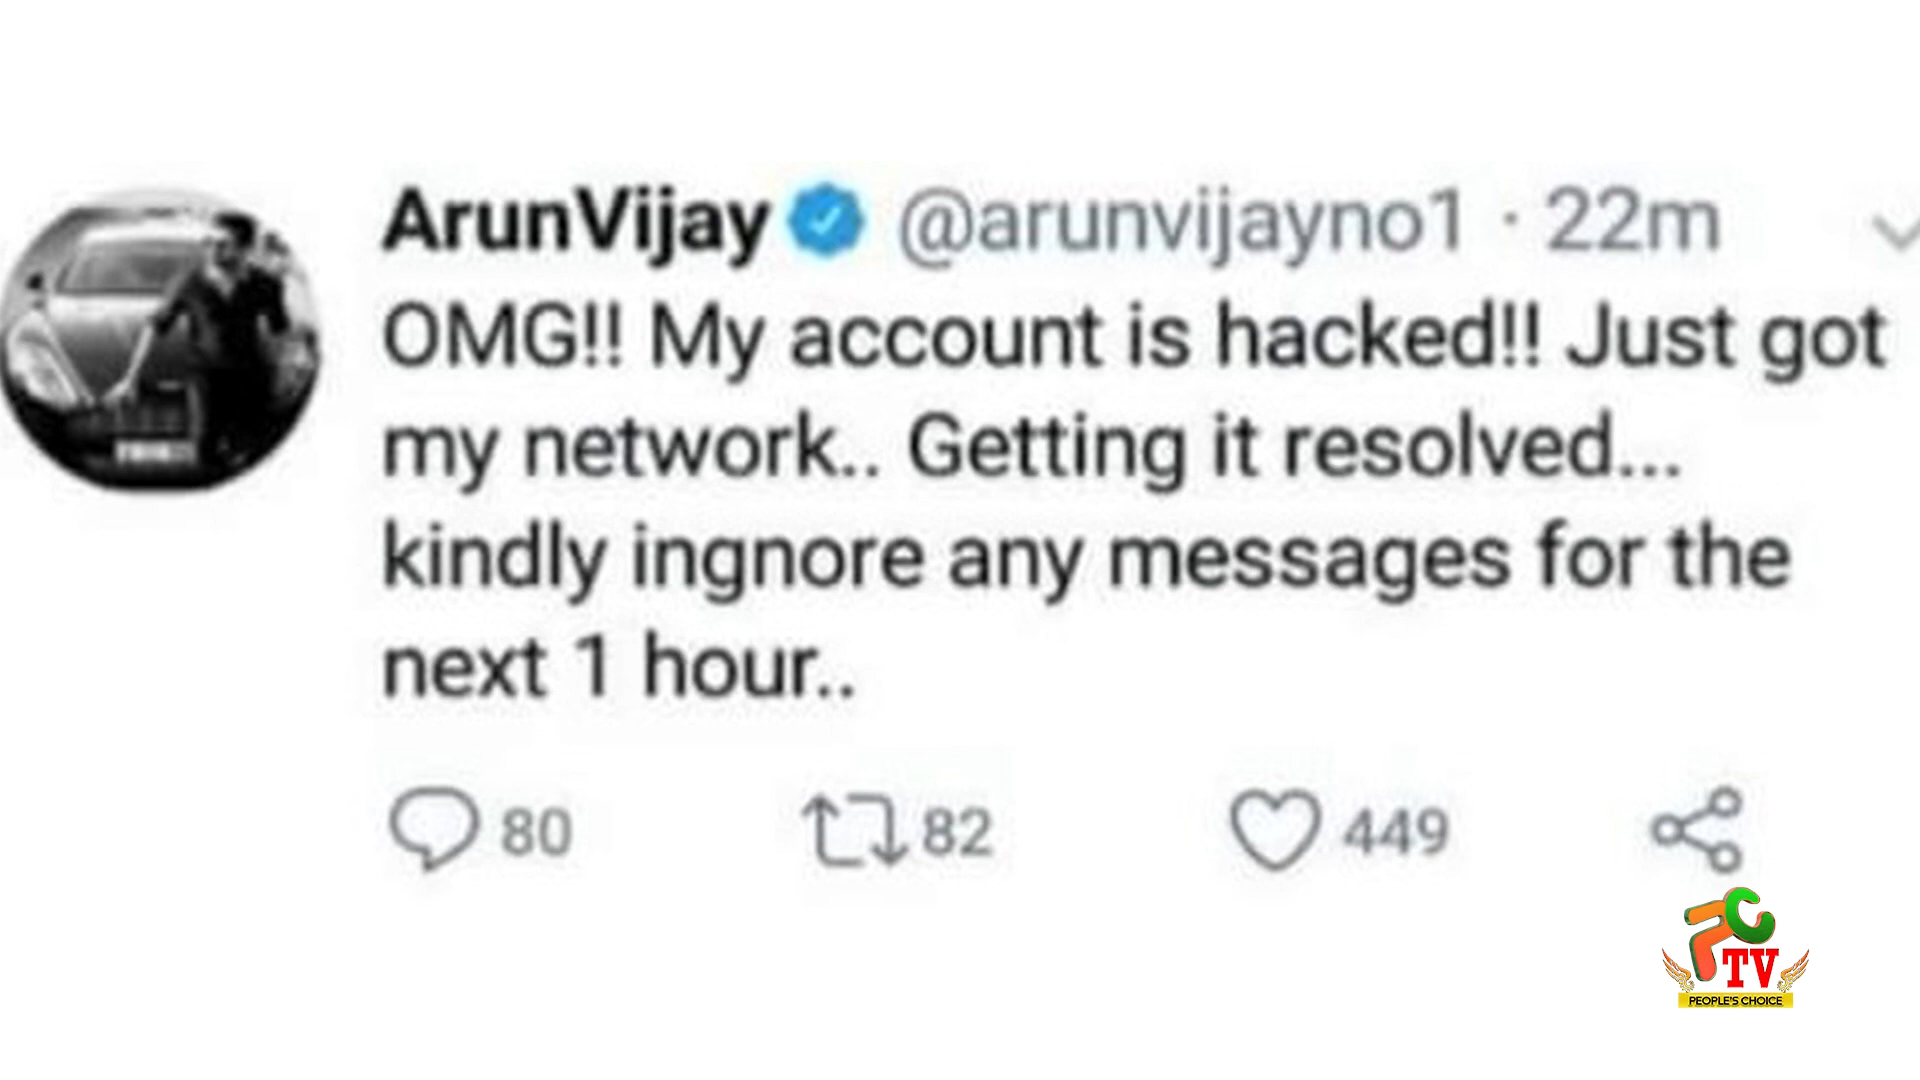 ArunVijay @arunvijayno1 · 22m
OMG!! My account is hacked!! Just got
my network.. Getting it resolved...
kindly ingnore any messages for the
next 1 hour..
80 82 449
PC
TV
PEOPLE'S CHOICE